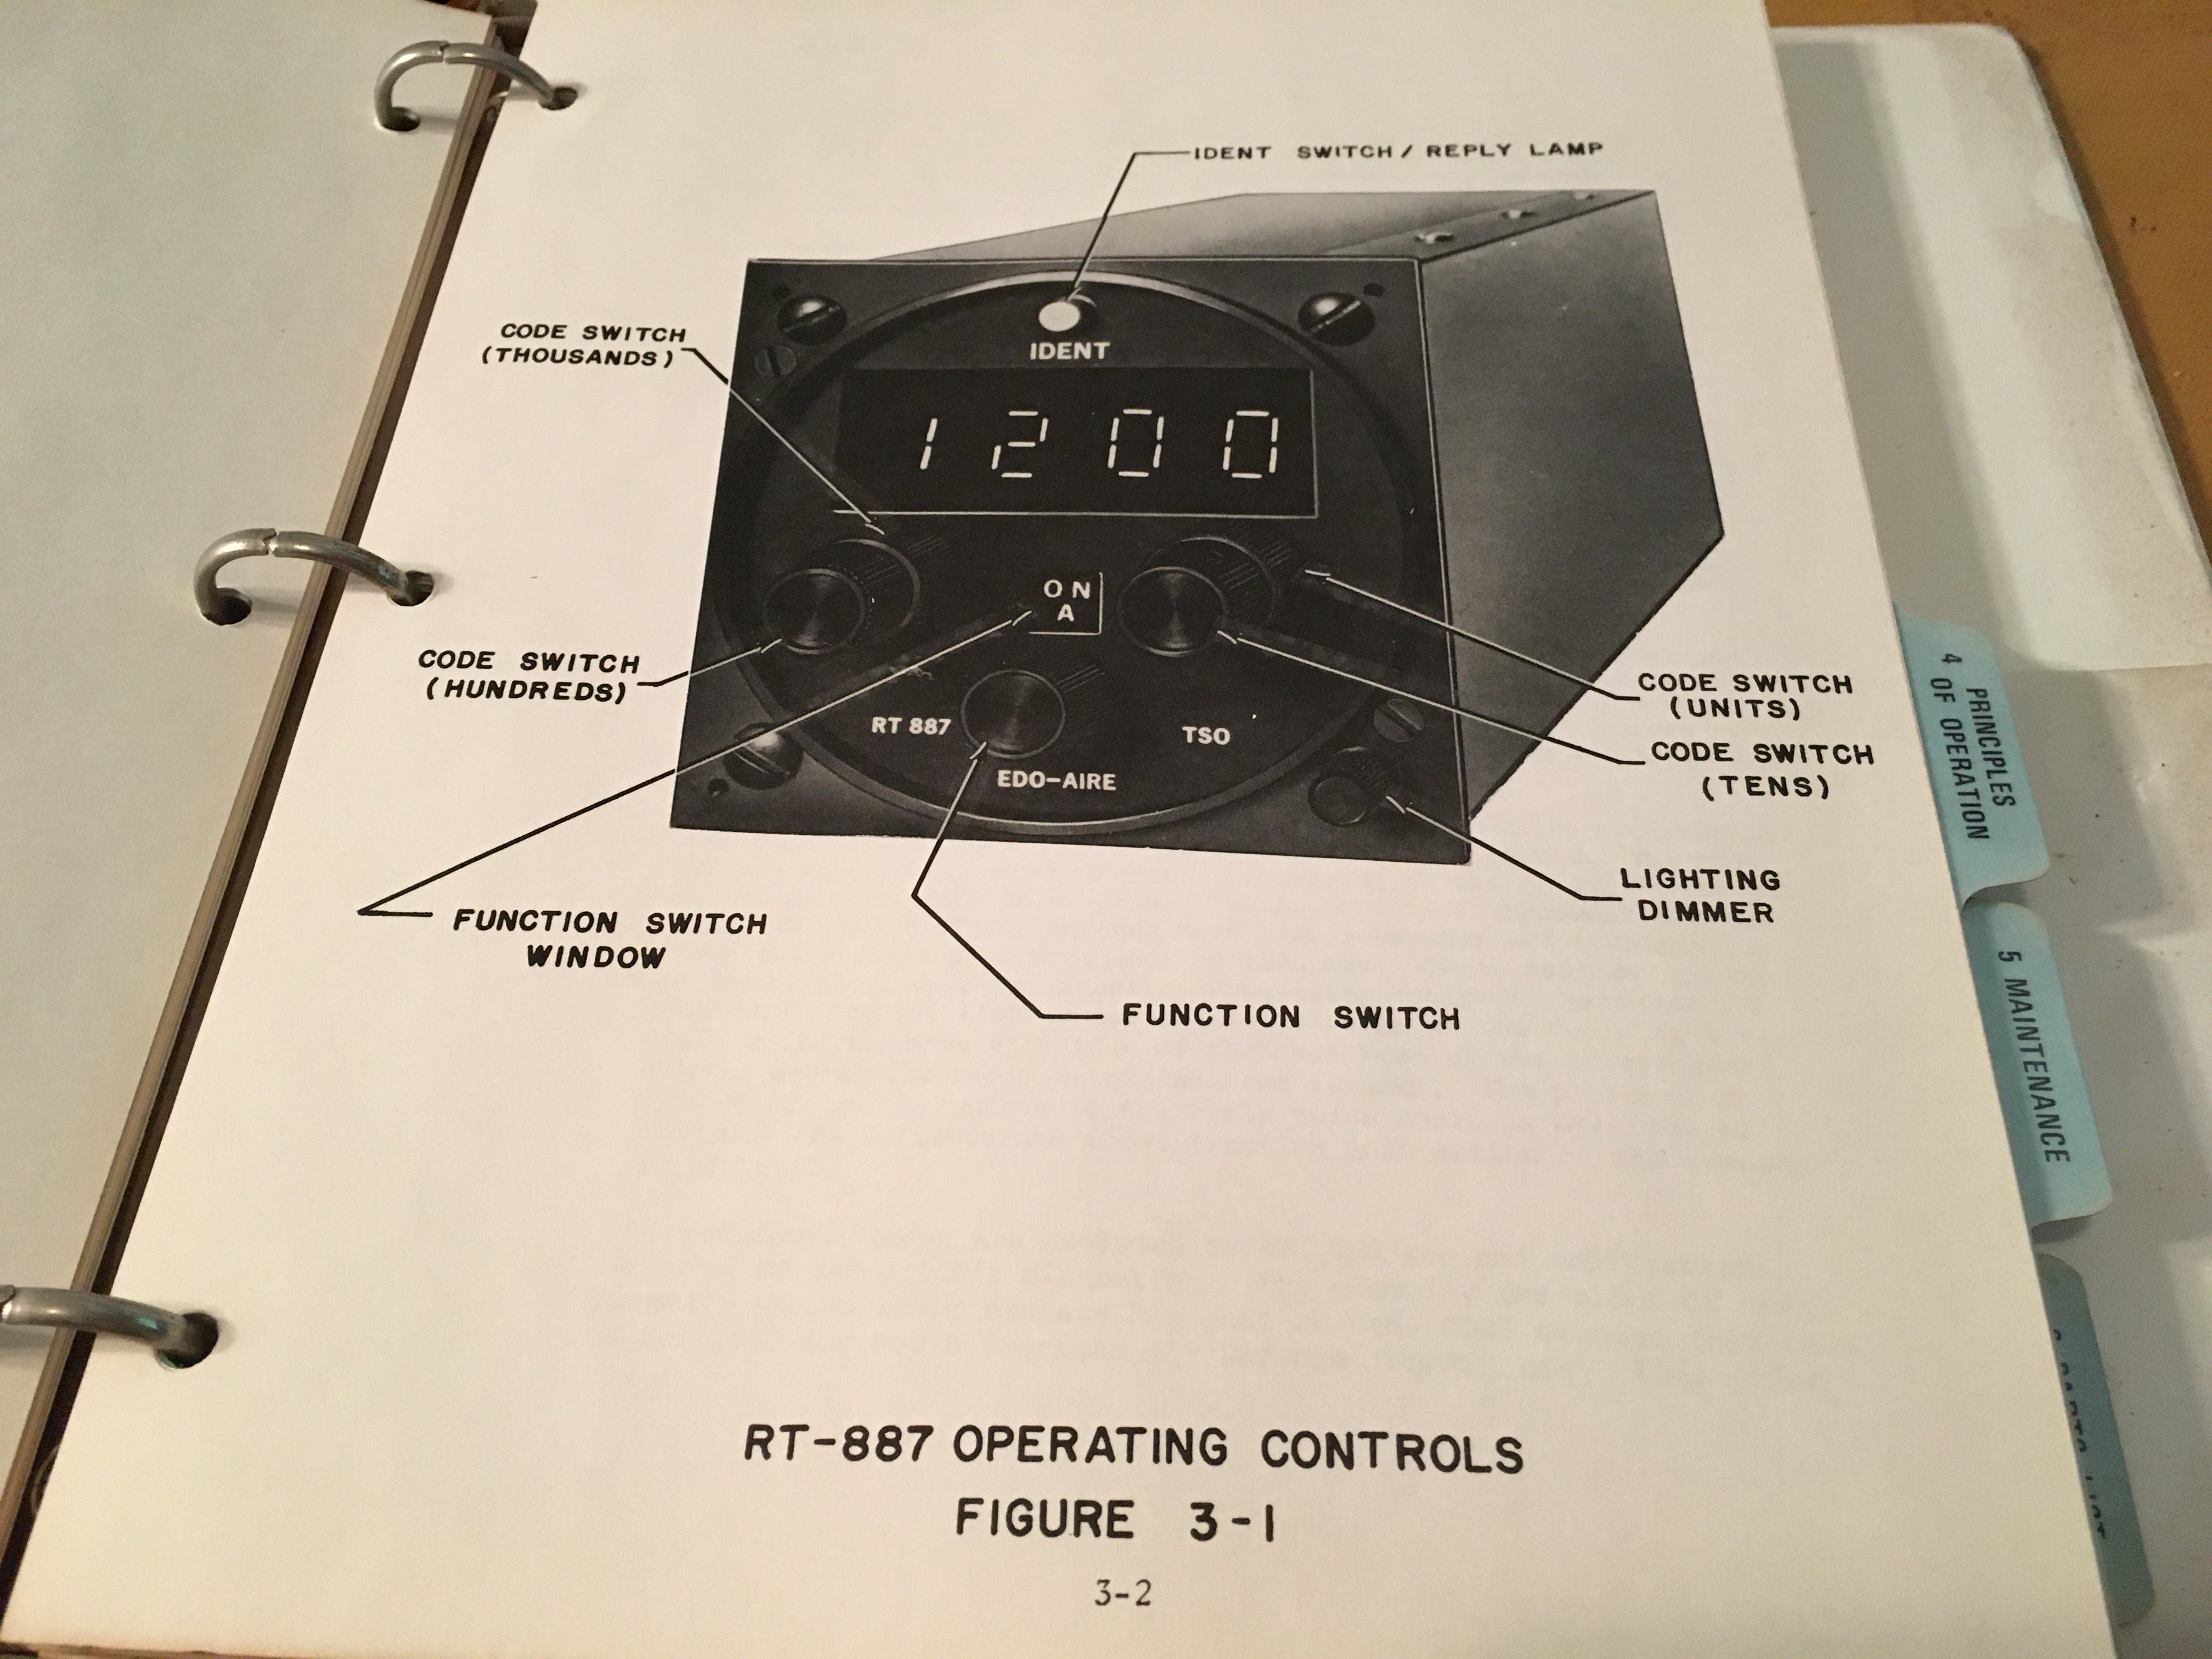 IDENT SWITCH / REPLY LAMP
CODE SWITCH
(THOUSANDS)
IDENT
1200
ON
A
CODE SWITCH
(HUNDREDS)
CODE SWITCH
(UNITS)
RT 887
TSO
CODE SWITCH
(TENS)
EDO-AIRE
LIGHTING
DIMMER
FUNCTION SWITCH
WINDOW
FUNCTION SWITCH
RT-887 OPERATING CONTROLS
FIGURE 3-1
3-2
4 PRINCIPLES
OF OPERATION
5 MAINTENANCE